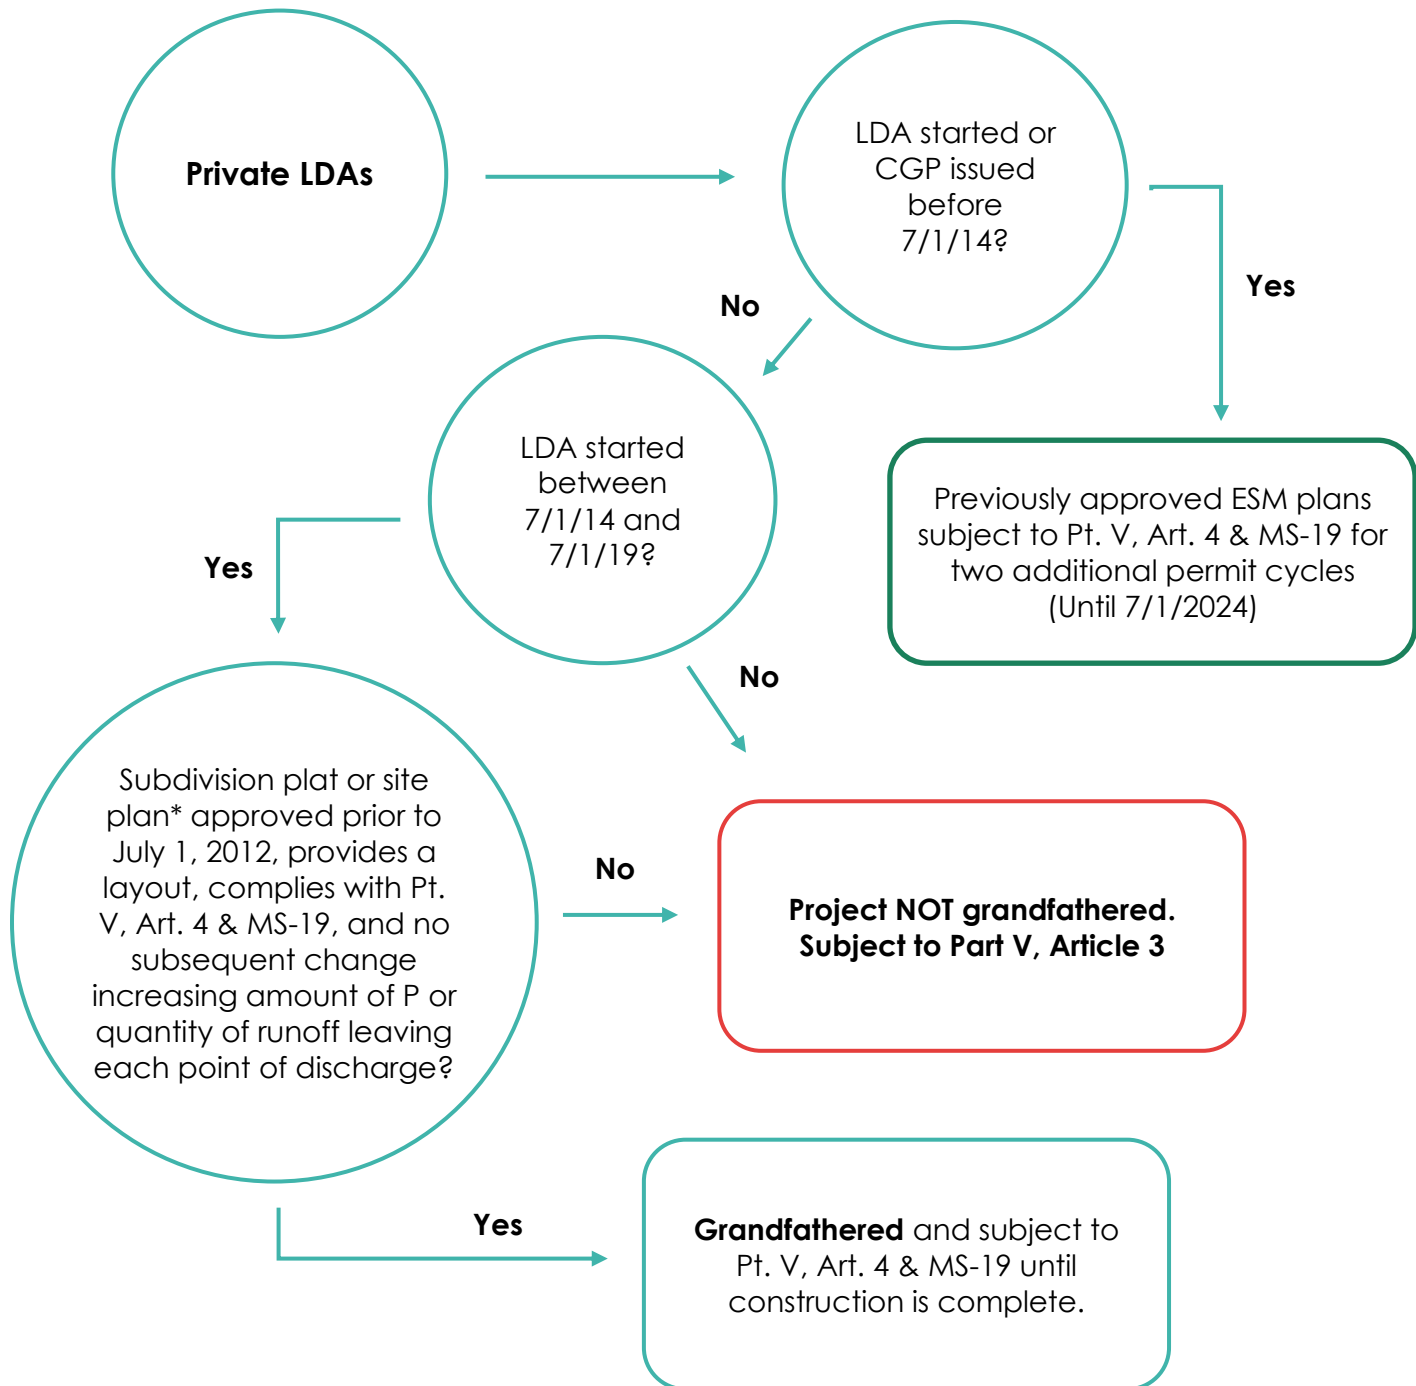 Private LDAs
LDA started or
CGP issued
before
7/1/14?
Yes
No
LDA started
between
7/1/14 and
7/1/19?
Previously approved ESM plans
subject to Pt. V, Art. 4 & MS-19 for
two additional permit cycles
(Until 7/1/2024)
Yes
No
Subdivision plat or site
plan* approved prior to
July 1, 2012, provides a
layout, complies with Pt.
V, Art. 4 & MS-19, and no
subsequent change
increasing amount of P or
quantity of runoff leaving
each point of discharge?
No
Project NOT grandfathered.
Subject to Part V, Article 3
Yes
Grandfathered and subject to
Pt. V, Art. 4 & MS-19 until
construction is complete.